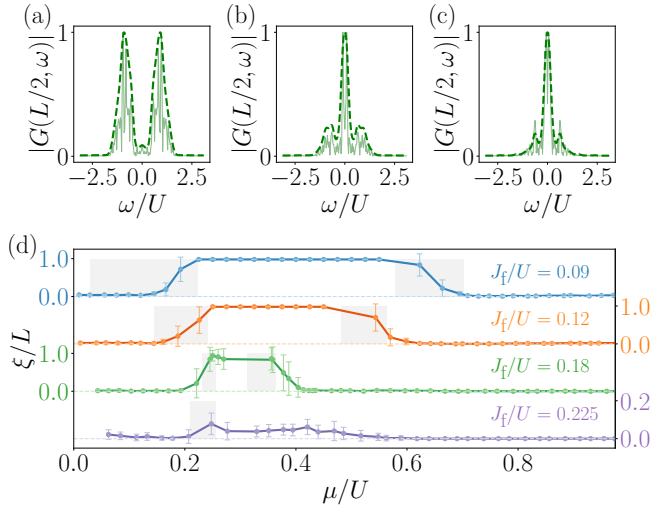 (a) (b) (c)
|G(L/2, ω)| 1 0 −2.5 0.0 2.5 ω/U
|G(L/2, ω)| 1 0 −2.5 0.0 2.5 ω/U
|G(L/2, ω)| 1 0 −2.5 0.0 2.5 ω/U
(d)
ξ/L
1.0 J_f/U = 0.09
0.0 1.0
J_f/U = 0.12
1.0 0.0
J_f/U = 0.18
0.0 0.2
J_f/U = 0.225
0.0
0.0 0.2 0.4 0.6 0.8
μ/U